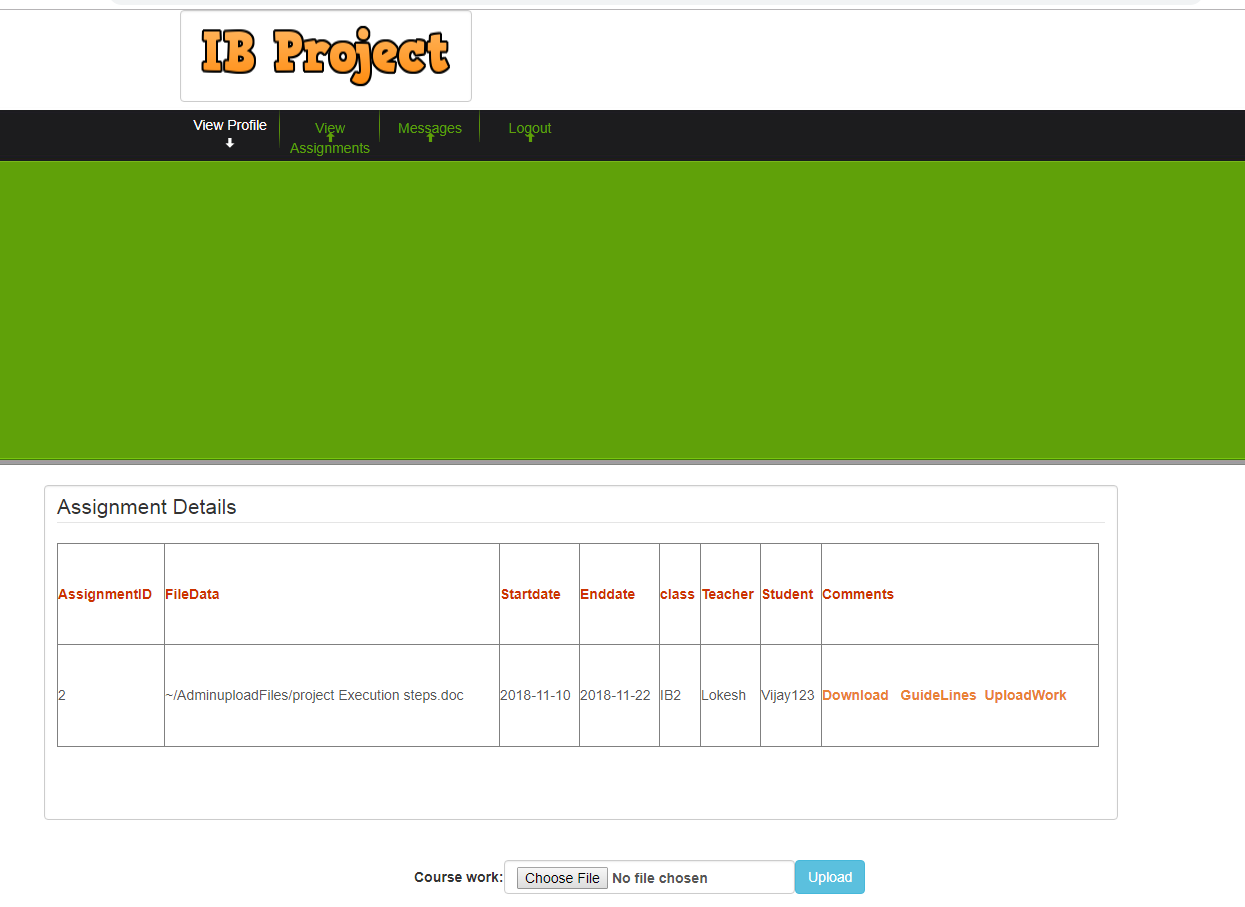 IB Project
View Profile
View Assignments
Messages
Logout
Assignment Details
AssignmentID FileData Startdate Enddate class Teacher Student Comments
2 ~/AdminuploadFiles/project Execution steps.doc 2018-11-10 2018-11-22 IB2 Lokesh Vijay123 Download GuideLines UploadWork
Course work: Choose File No file chosen Upload